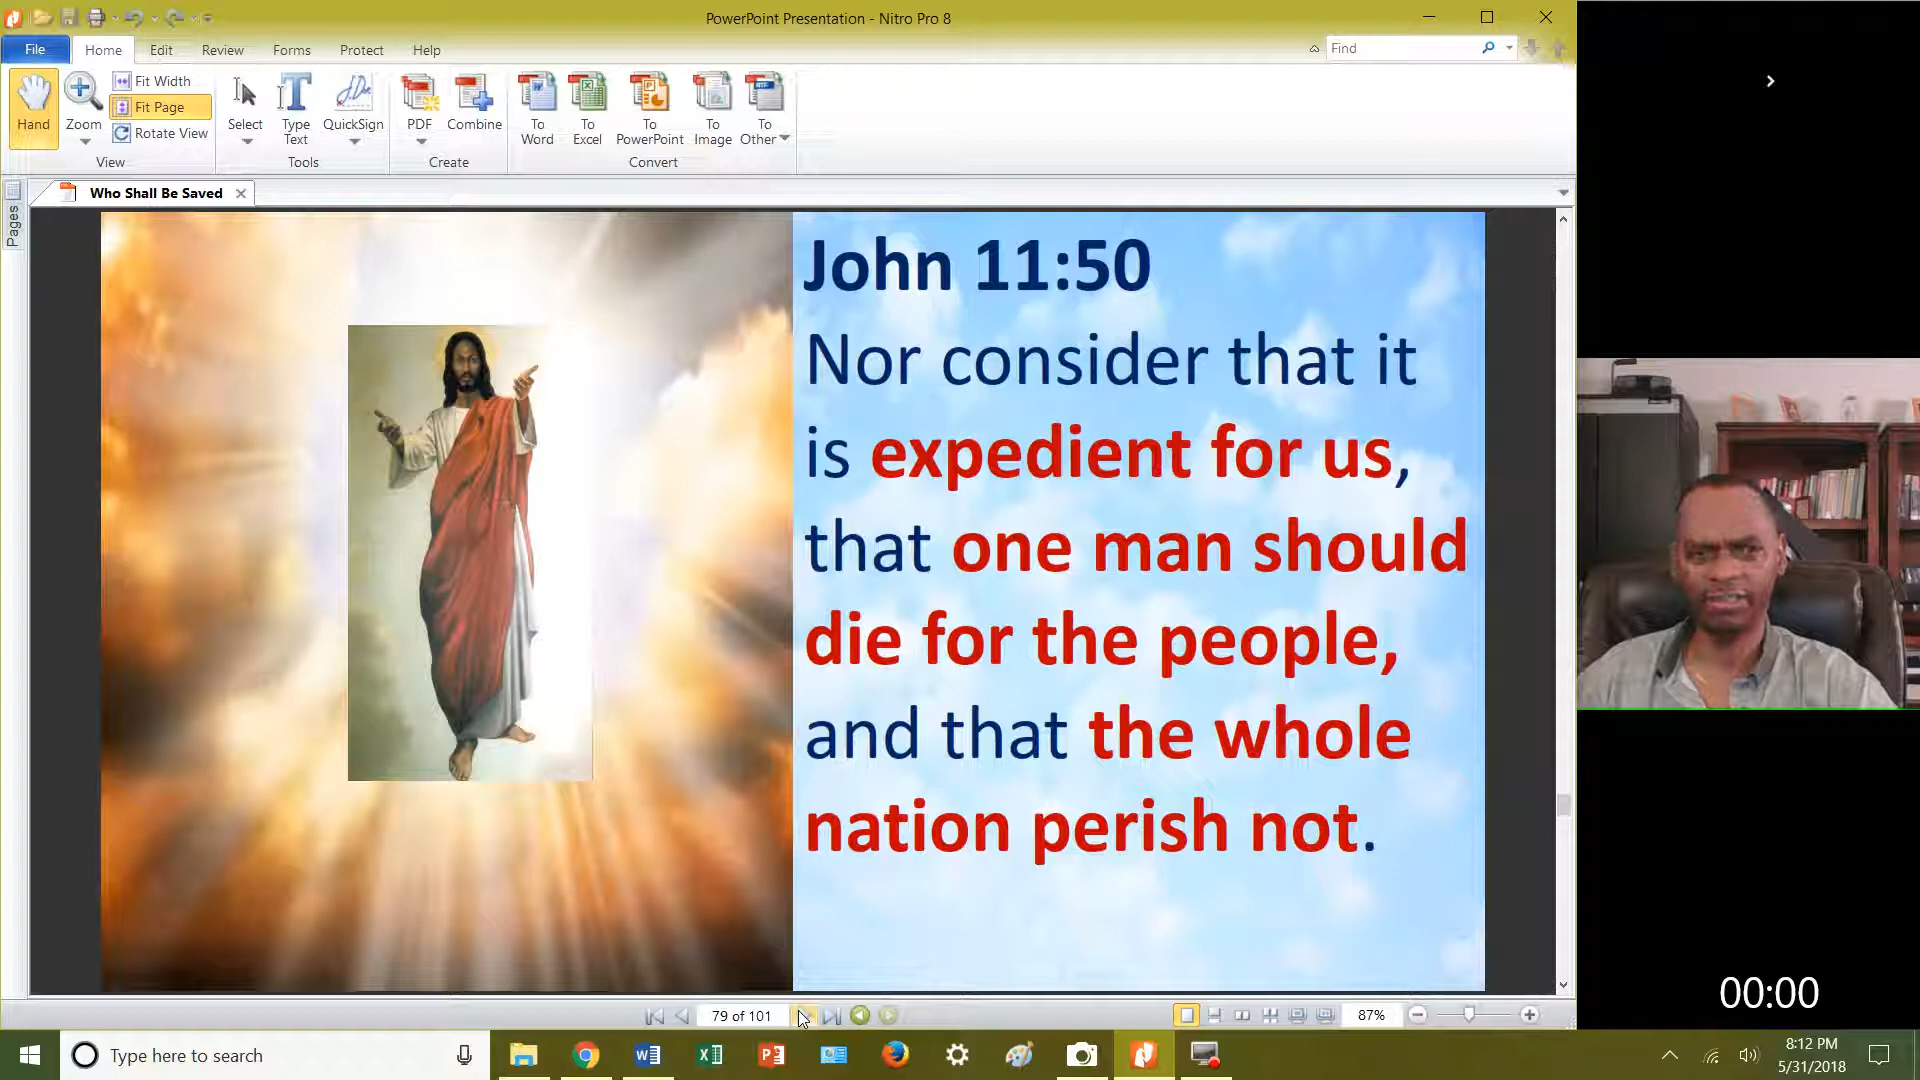 PowerPoint Presentation - Nitro Pro 8
File Home Edit Review Forms Protect Help
Find
Hand
Zoom
Fit Width
Fit Page
Rotate View
View
Select
Type Text
QuickSign
Tools
PDF
Combine
Create
To Word
To Excel
To PowerPoint
To Image
To Other
Convert
Pages
Who Shall Be Saved
John 11:50
Nor consider that it
is expedient for us,
that one man should
die for the people,
and that the whole
nation perish not.
00:00
79 of 101
87%
Type here to search
8:12 PM
5/31/2018